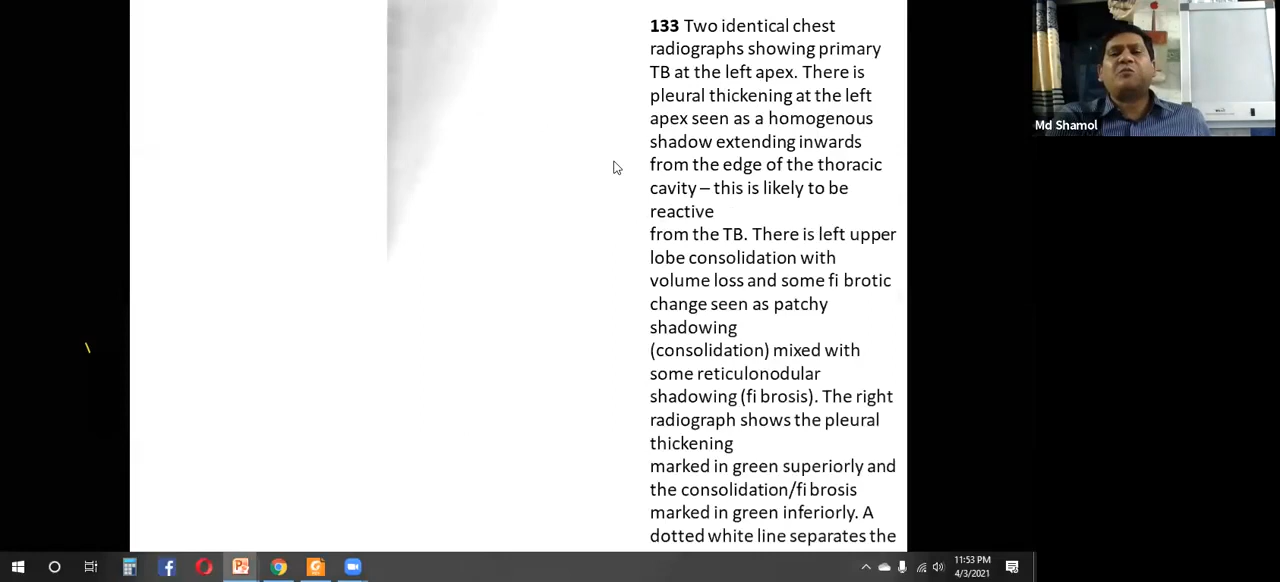 133 Two identical chest
radiographs showing primary
TB at the left apex. There is
pleural thickening at the left
apex seen as a homogenous
shadow extending inwards
from the edge of the thoracic
cavity – this is likely to be
reactive
from the TB. There is left upper
lobe consolidation with
volume loss and some fi brotic
change seen as patchy
shadowing
(consolidation) mixed with
some reticulonodular
shadowing (fi brosis). The right
radiograph shows the pleural
thickening
marked in green superiorly and
the consolidation/fi brosis
marked in green inferiorly. A
dotted white line separates the
Md Shamol
11:53 PM
4/3/2021